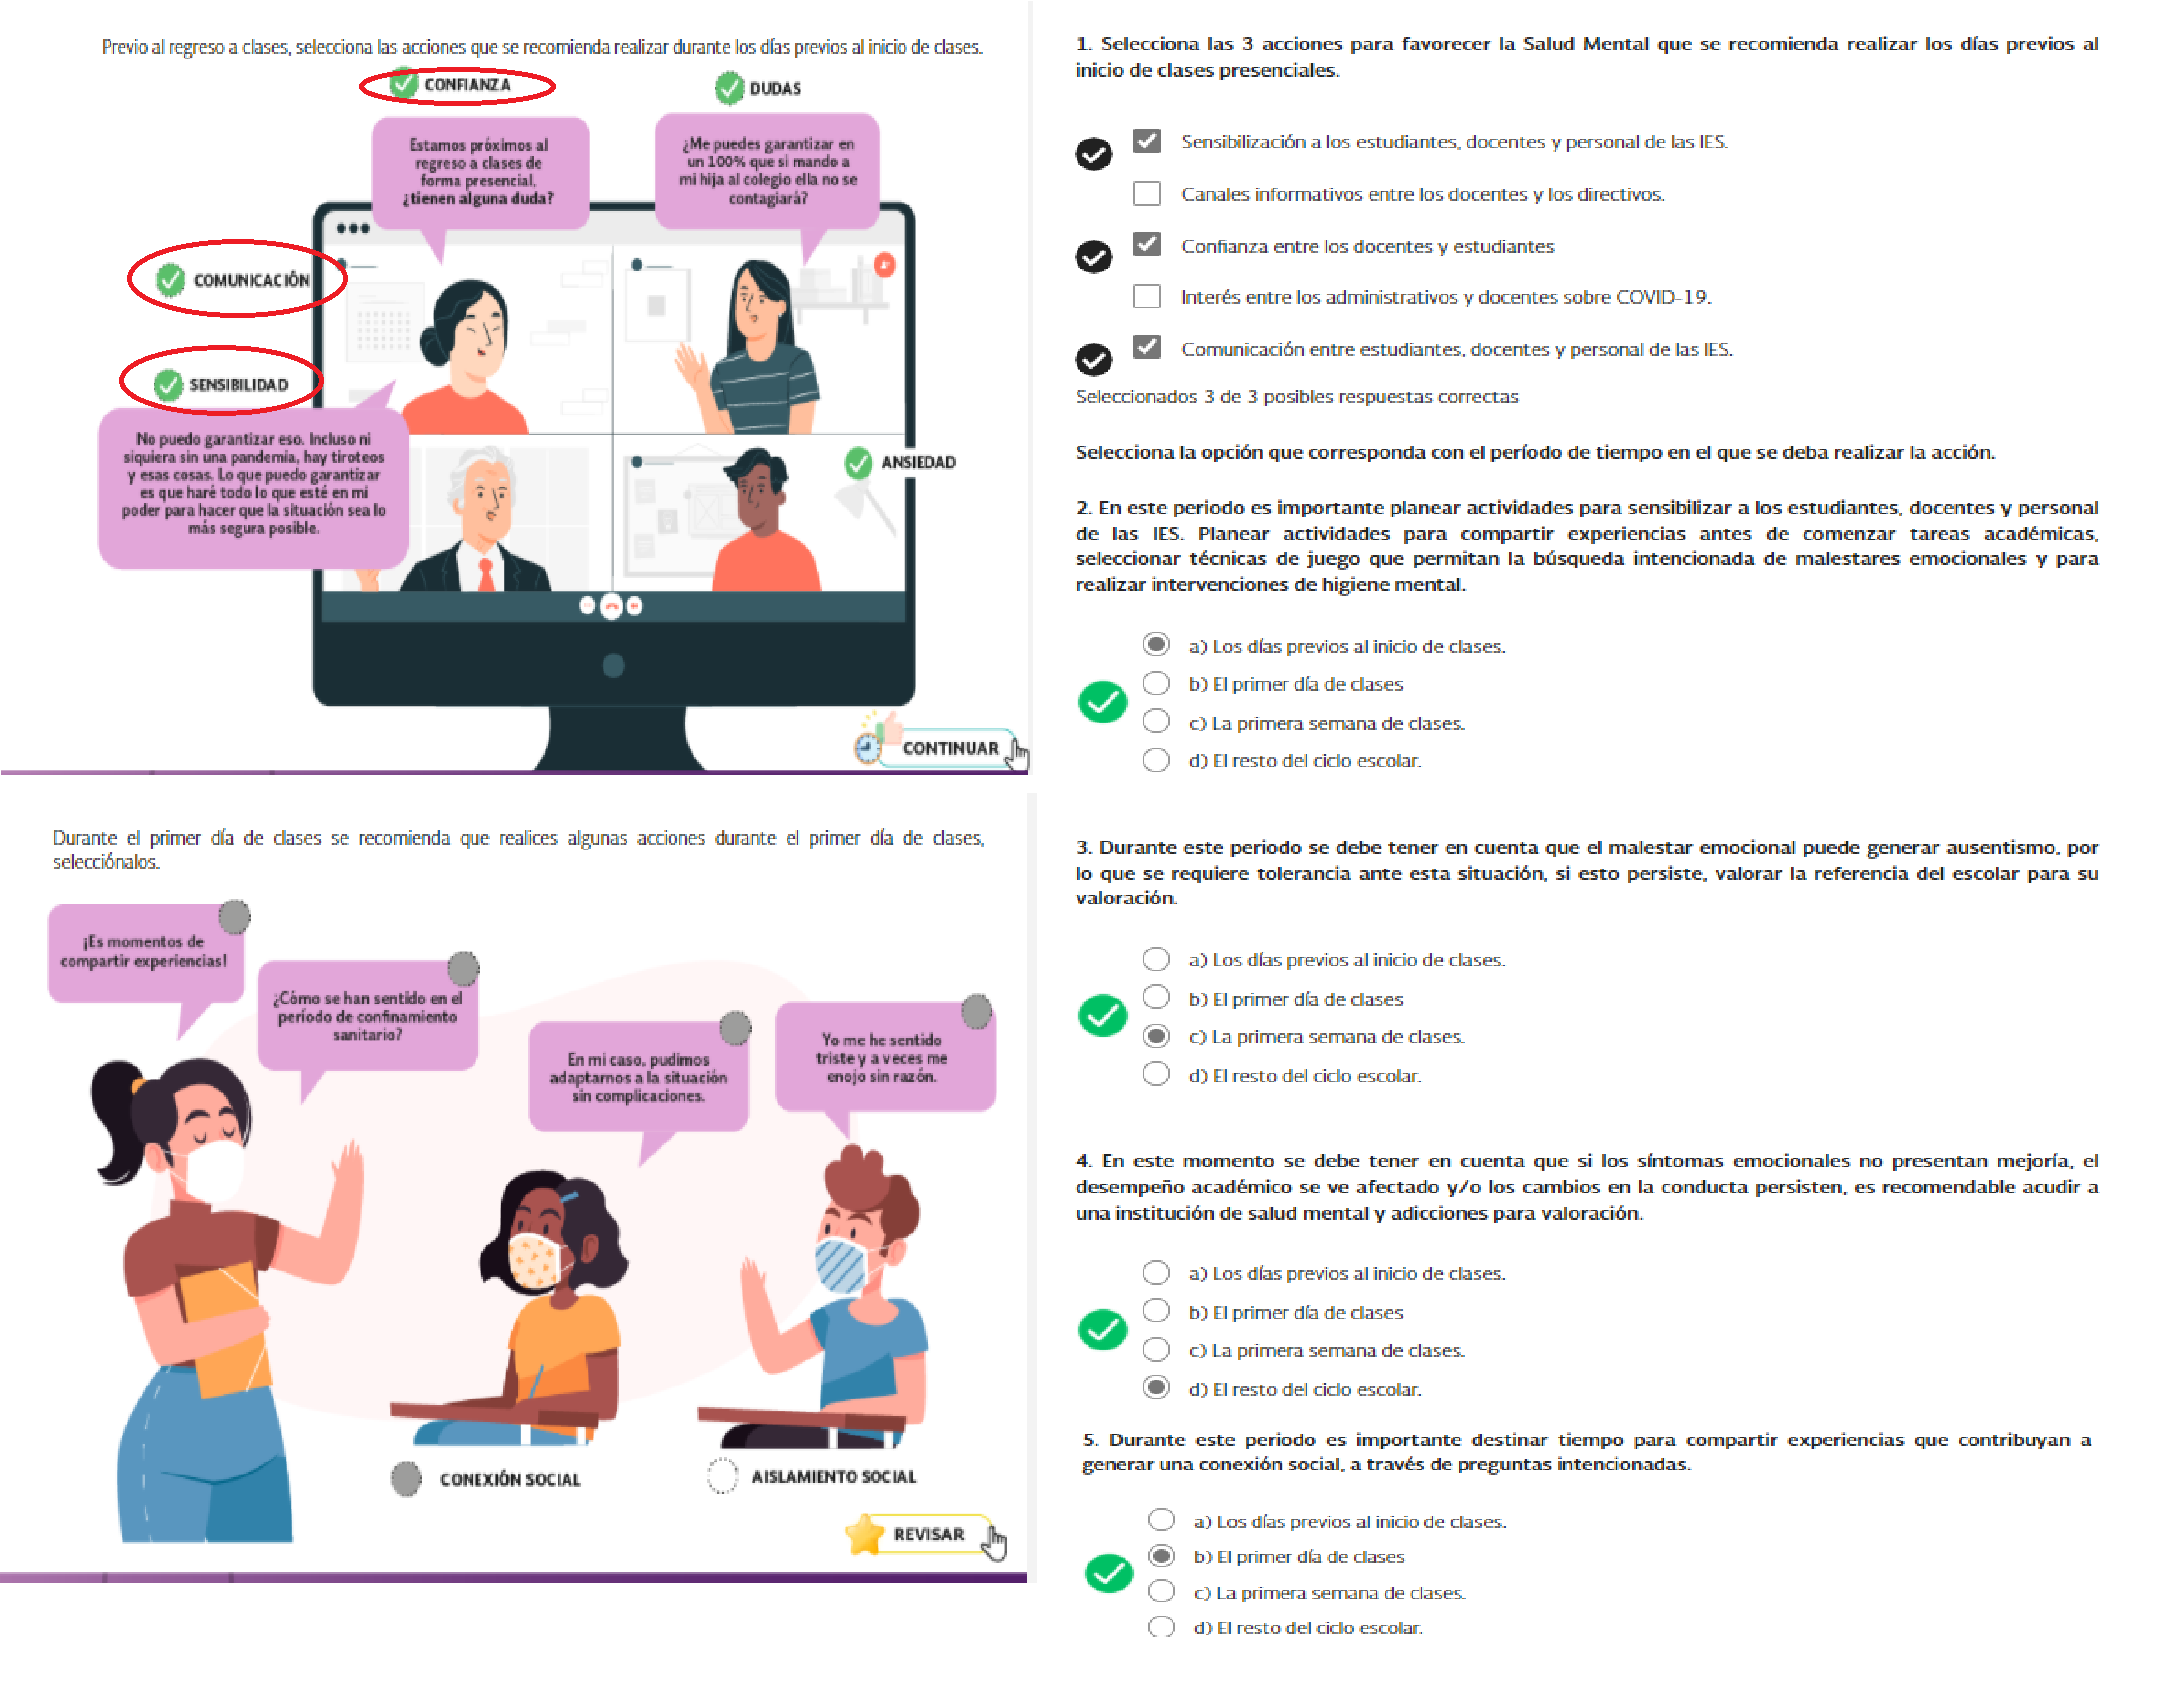 Previo al regreso a clases, selecciona las acciones que se recomienda realizar durante los días previos al inicio de clases.
CONFIANZA
DUDAS
Estamos próximos al
regreso a clases de
forma presencial,
¿tienen alguna duda?
¿Me puedes garantizar en
un 100% que si mando a
mi hija al colegio ella no se
contagiará?
COMUNICACIÓN
SENSIBILIDAD
No puedo garantizar eso. Incluso ni
siquiera sin una pandemia, hay tiroteos
y esas cosas. Lo que puedo garantizar
es que haré todo lo que esté en mi
poder para hacer que la situación sea lo
más segura posible.
ANSIEDAD
CONTINUAR
Durante el primer día de clases se recomienda que realices algunas acciones durante el primer día de clases,
selecciónalos.
¡Es momentos de
compartir experiencias!
¿Cómo se han sentido en el
período de confinamiento
sanitario?
En mi caso, pudimos
adaptarnos a la situación
sin complicaciones.
Yo me he sentido
triste y a veces me
enojo sin razón.
CONEXIÓN SOCIAL
AISLAMIENTO SOCIAL
REVISAR
1. Selecciona las 3 acciones para favorecer la Salud Mental que se recomienda realizar los días previos al
inicio de clases presenciales.
Sensibilización a los estudiantes, docentes y personal de las IES.
Canales informativos entre los docentes y los directivos.
Confianza entre los docentes y estudiantes
Interés entre los administrativos y docentes sobre COVID-19.
Comunicación entre estudiantes, docentes y personal de las IES.
Seleccionados 3 de 3 posibles respuestas correctas
Selecciona la opción que corresponda con el período de tiempo en el que se deba realizar la acción.
2. En este periodo es importante planear actividades para sensibilizar a los estudiantes, docentes y personal
de las IES. Planear actividades para compartir experiencias antes de comenzar tareas académicas,
seleccionar técnicas de juego que permitan la búsqueda intencionada de malestares emocionales y para
realizar intervenciones de higiene mental.
a) Los días previos al inicio de clases.
b) El primer día de clases
c) La primera semana de clases.
d) El resto del ciclo escolar.
3. Durante este periodo se debe tener en cuenta que el malestar emocional puede generar ausentismo, por
lo que se requiere tolerancia ante esta situación, si esto persiste, valorar la referencia del escolar para su
valoración.
a) Los días previos al inicio de clases.
b) El primer día de clases
c) La primera semana de clases.
d) El resto del ciclo escolar.
4. En este momento se debe tener en cuenta que si los síntomas emocionales no presentan mejoría, el
desempeño académico se ve afectado y/o los cambios en la conducta persisten, es recomendable acudir a
una institución de salud mental y adicciones para valoración.
a) Los días previos al inicio de clases.
b) El primer día de clases
c) La primera semana de clases.
d) El resto del ciclo escolar.
5. Durante este periodo es importante destinar tiempo para compartir experiencias que contribuyan a
generar una conexión social, a través de preguntas intencionadas.
a) Los días previos al inicio de clases.
b) El primer día de clases
c) La primera semana de clases.
d) El resto del ciclo escolar.